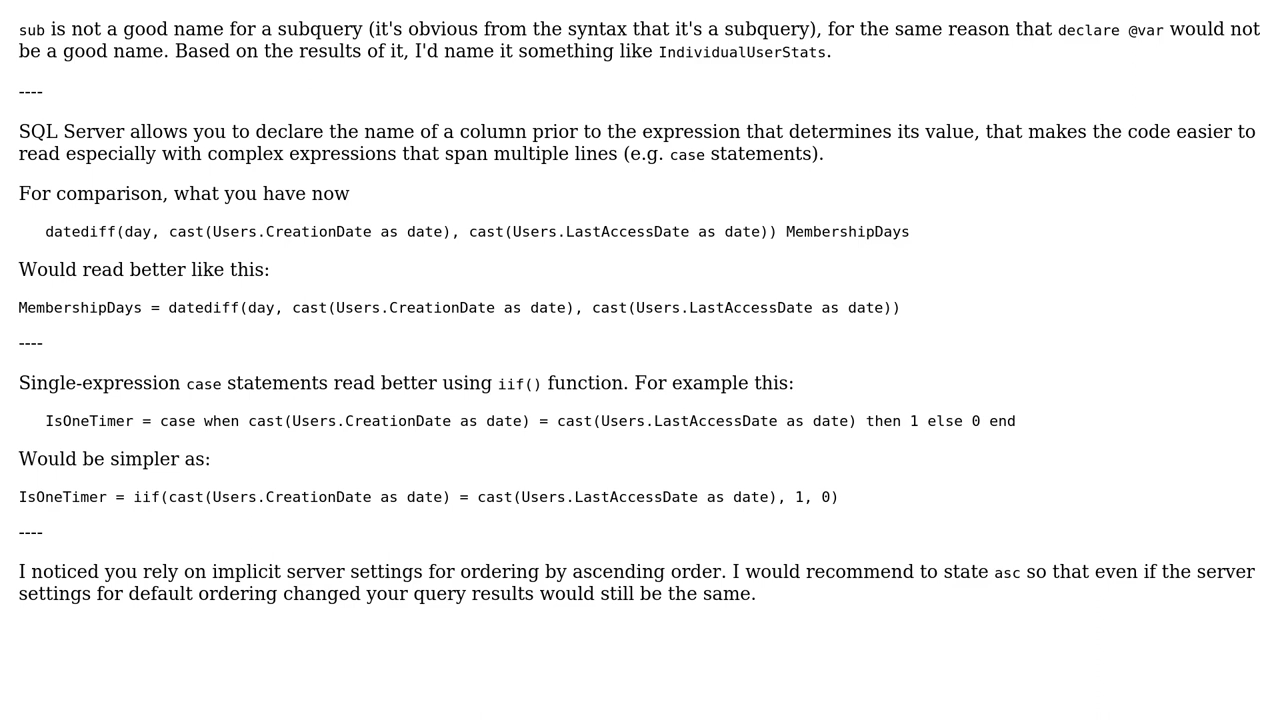 sub is not a good name for a subquery (it's obvious from the syntax that it's a subquery), for the same reason that declare @var would not
be a good name. Based on the results of it, I'd name it something like IndividualUserStats.
----
SQL Server allows you to declare the name of a column prior to the expression that determines its value, that makes the code easier to
read especially with complex expressions that span multiple lines (e.g. case statements).
For comparison, what you have now
datediff(day, cast(Users.CreationDate as date), cast(Users.LastAccessDate as date)) MembershipDays
Would read better like this:
MembershipDays = datediff(day, cast(Users.CreationDate as date), cast(Users.LastAccessDate as date))
----
Single-expression case statements read better using iif() function. For example this:
IsOneTimer = case when cast(Users.CreationDate as date) = cast(Users.LastAccessDate as date) then 1 else 0 end
Would be simpler as:
IsOneTimer = iif(cast(Users.CreationDate as date) = cast(Users.LastAccessDate as date), 1, 0)
----
I noticed you rely on implicit server settings for ordering by ascending order. I would recommend to state asc so that even if the server
settings for default ordering changed your query results would still be the same.